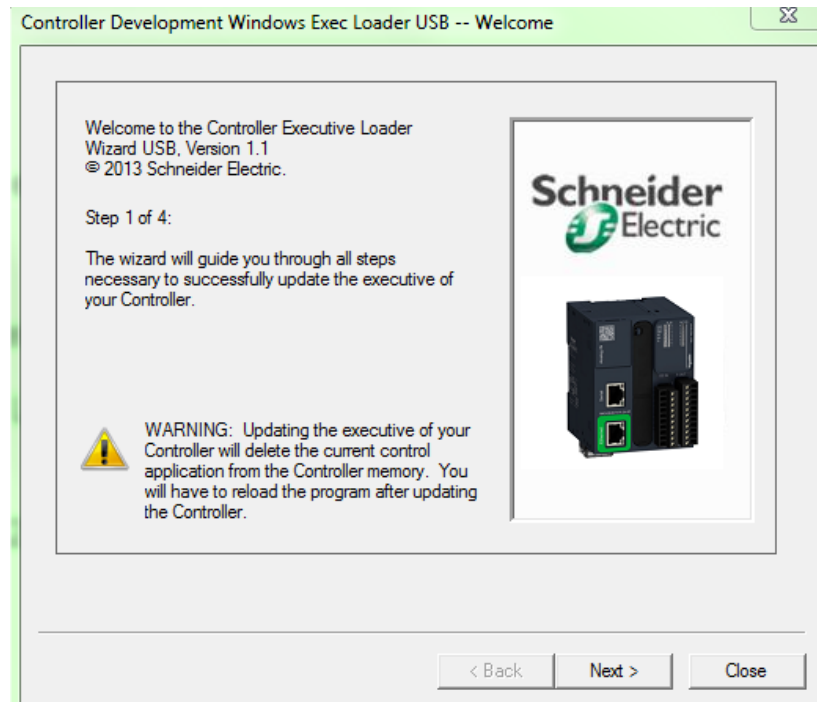 Controller Development Windows Exec Loader USB -- Welcome
Welcome to the Controller Executive Loader
Wizard USB, Version 1.1
© 2013 Schneider Electric.
Schneider
Electric
Step 1 of 4:
The wizard will guide you through all steps
necessary to successfully update the executive of
your Controller.
WARNING: Updating the executive of your
Controller will delete the current control
application from the Controller memory. You
will have to reload the program after updating
the Controller.
< Back
Next >
Close